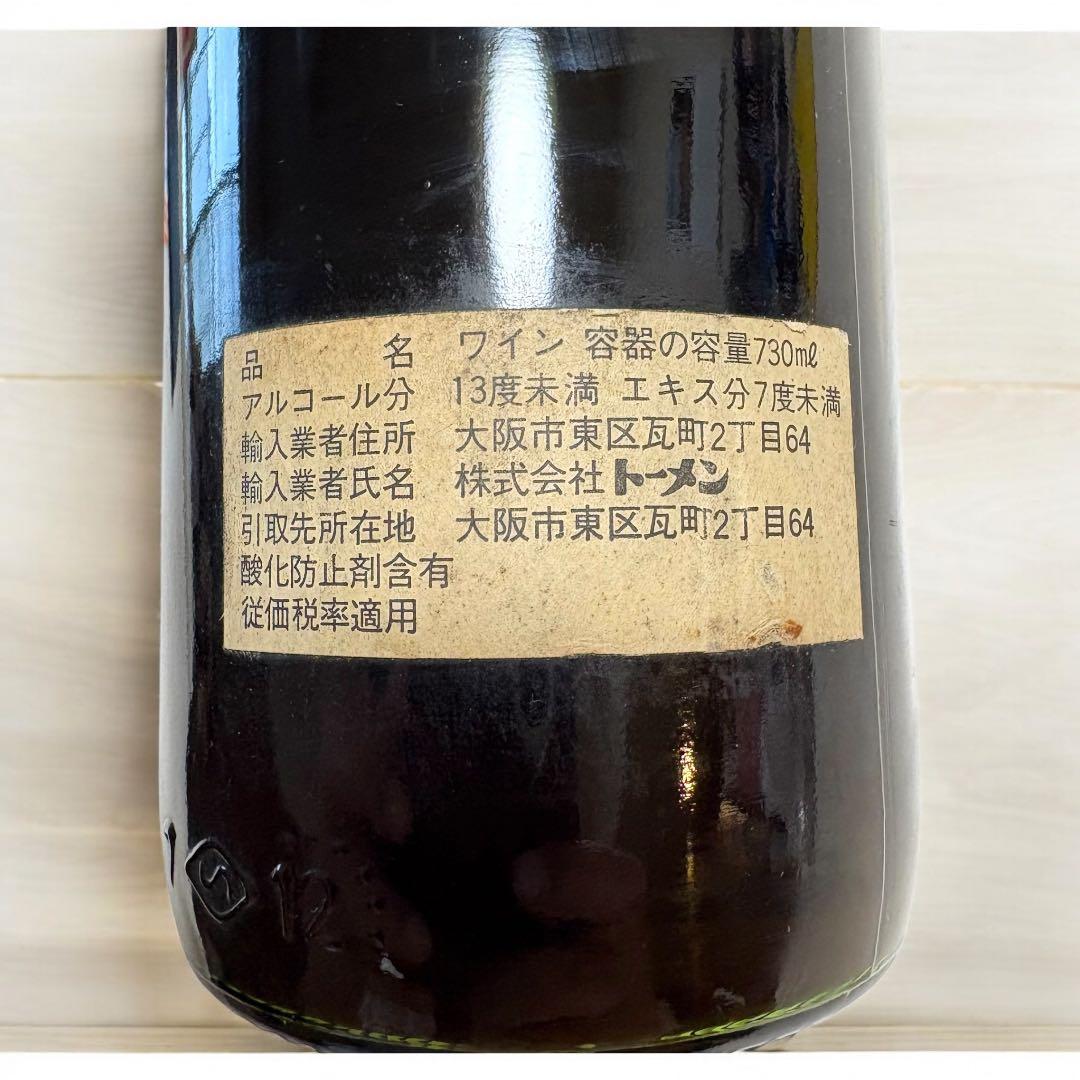 品名 ワイン 容器の容量730mℓ
アルコール分 13度未満 エキス分7度未満
輸入業者住所 大阪市東区瓦町2丁目64
輸入業者氏名 株式会社トーメン
引取先所在地 大阪市東区瓦町2丁目64
酸化防止剤含有
従価税率適用
12